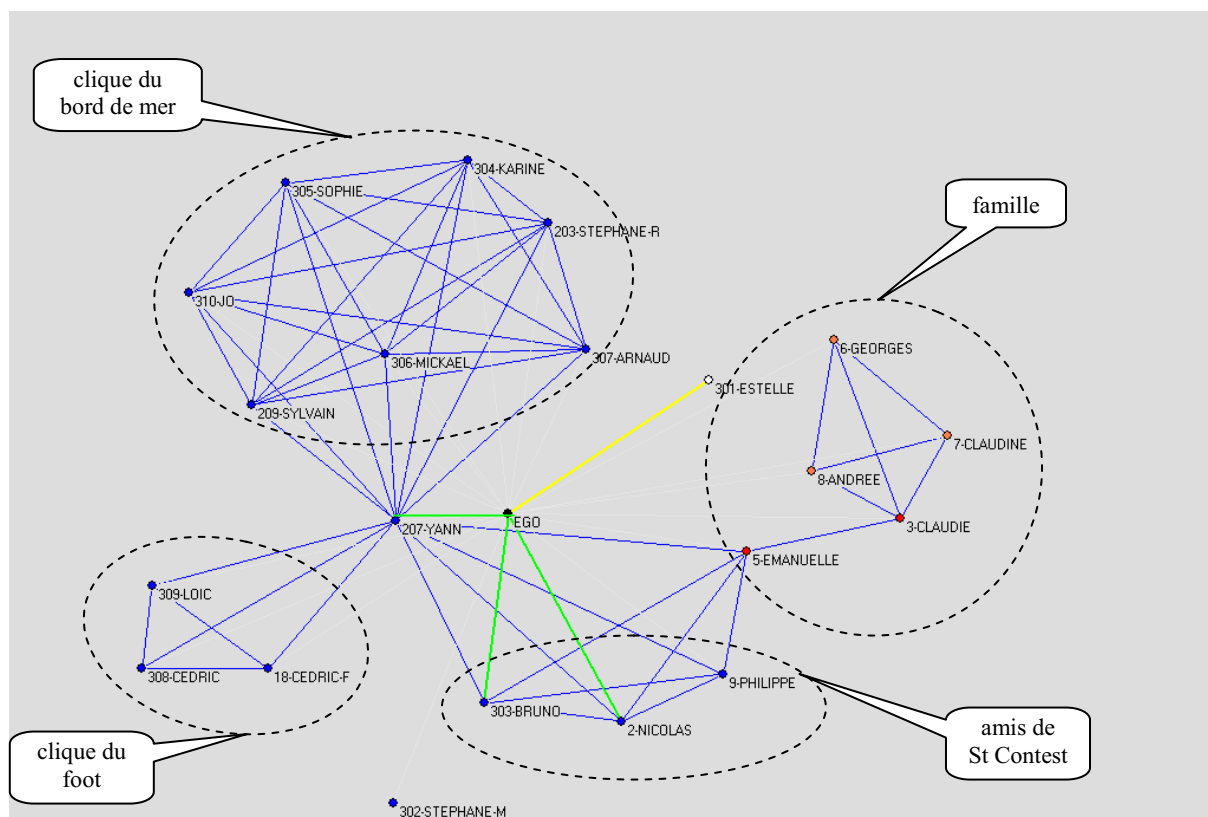 clique du
bord de mer
304-KARINE
305-SOPHIE
famille
203-STEPHANE-R
310-JO
6-GEORGES
306-MICKAEL
307-ARNAUD
301-ESTELLE
209-SYLVAIN
7-CLAUDINE
8-ANDREE
EGO
207-YANN
3-CLAUDIE
5-EMANUELLE
309-LOIC
308-CEDRIC
18-CEDRIC-F
9-PHILIPPE
303-BRUNO
2-NICOLAS
clique du
foot
amis de
St Contest
302-STEPHANE-M